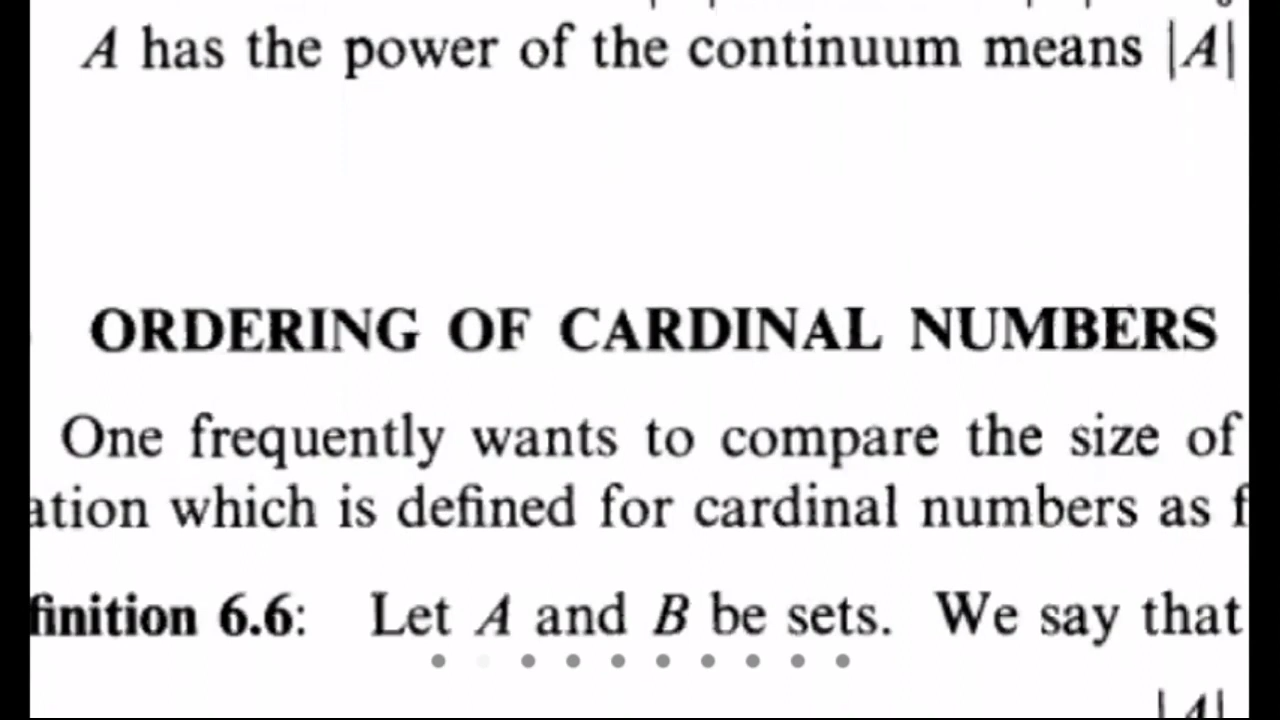 A has the power of the continuum means |A|
ORDERING OF CARDINAL NUMBERS
One frequently wants to compare the size of
ation which is defined for cardinal numbers as f
finition 6.6: Let A and B be sets. We say that
|A|